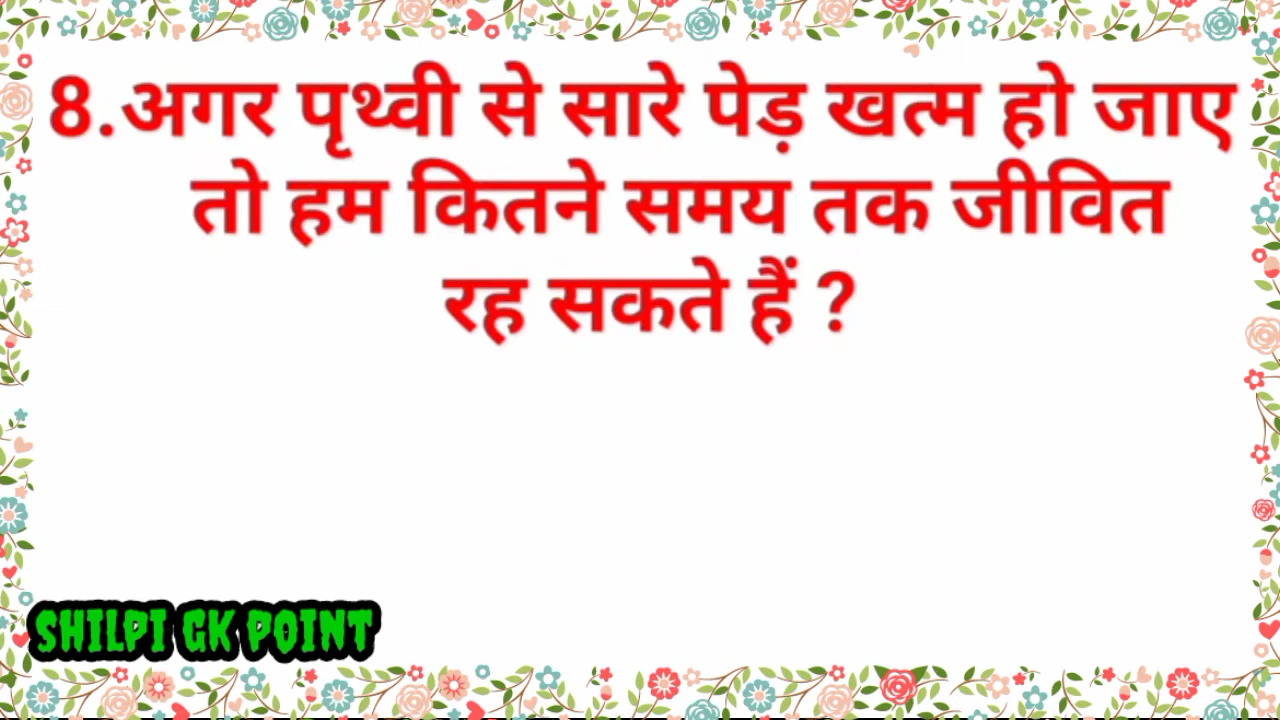 8.अगर पृथ्वी से सारे पेड़ खत्म हो जाए
तो हम कितने समय तक जीवित
रह सकते हैं ?
SHILPI GK POINT